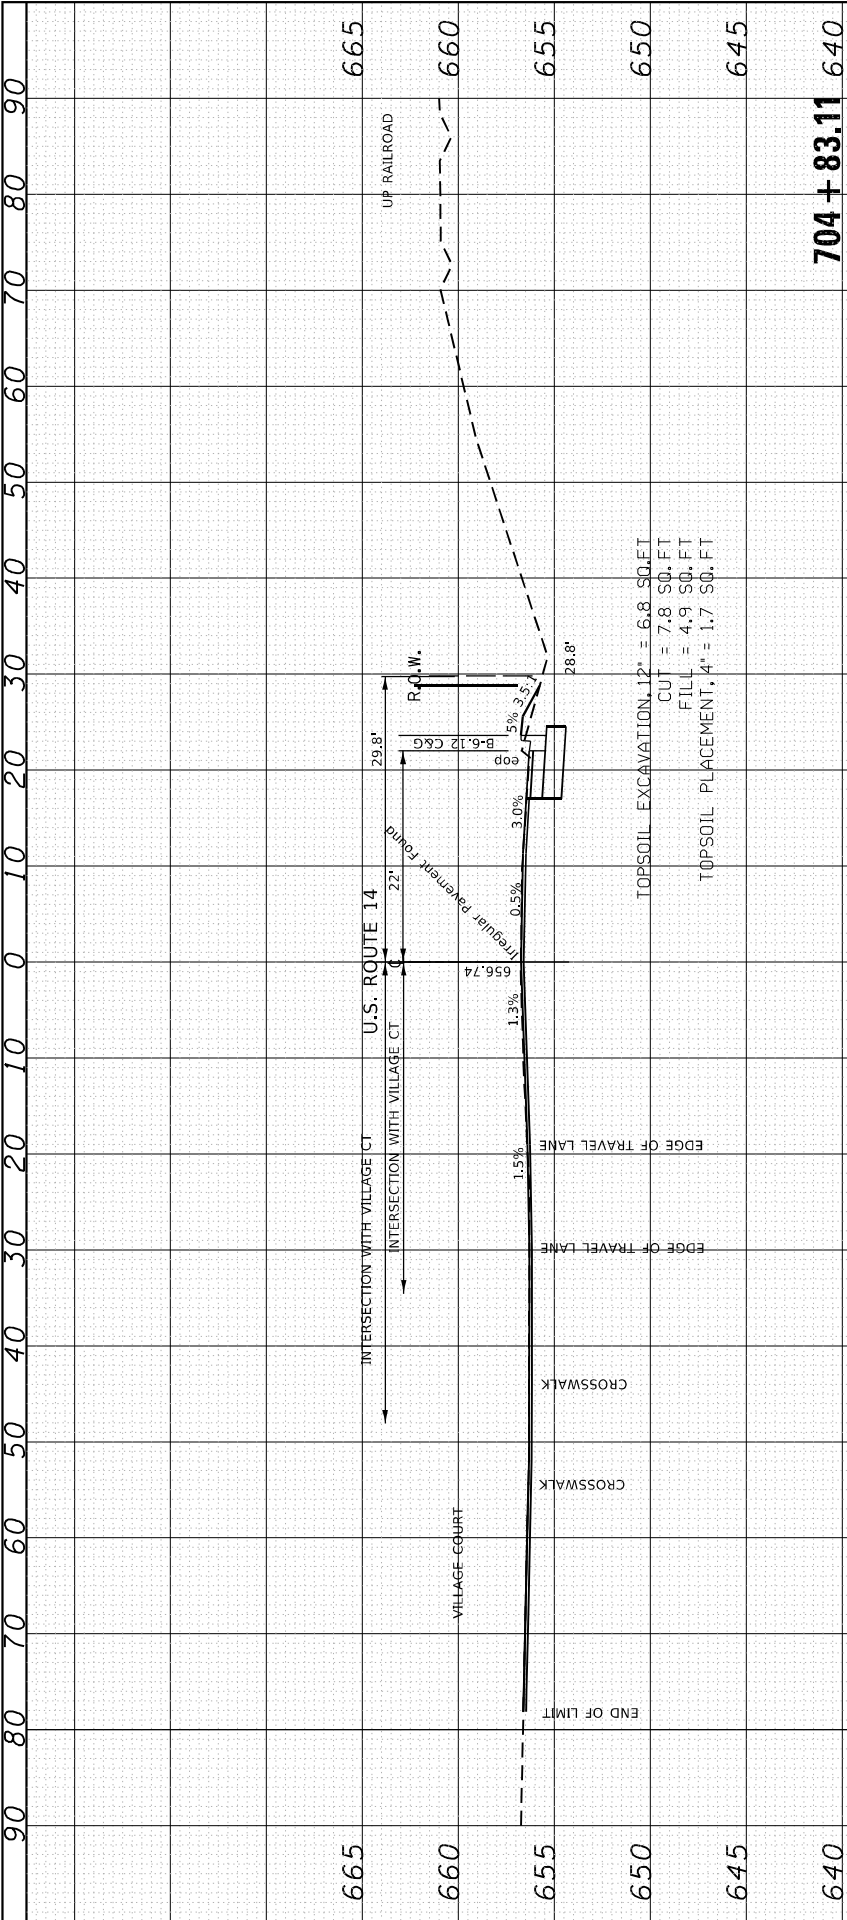 90 80 70 60 50 40 30 20 10 0 10 20 30 40 50 60 70 80 90
665 665
660 660
655 655
650 650
645 645
640 640
INTERSECTION WITH VILLAGE CT
U.S. ROUTE 14
29.8'
INTERSECTION WITH VILLAGE CT
C
22'
UP RAILROAD
Irregular Pavement Found
R.O.W.
VILLAGE COURT
656.74
B-6.12 C&G
eop
1.5%
1.3%
0.5%
3.0%
5%
3.5:1
28.8'
END OF LIMIT
CROSSWALK
CROSSWALK
EDGE OF TRAVEL LANE
EDGE OF TRAVEL LANE
TOPSOIL EXCAVATION, 12" = 6.8 SQ.FT
CUT = 7.8 SQ.FT
FILL = 4.9 SQ.FT
TOPSOIL PLACEMENT, 4" = 1.7 SQ.FT
704+83.11